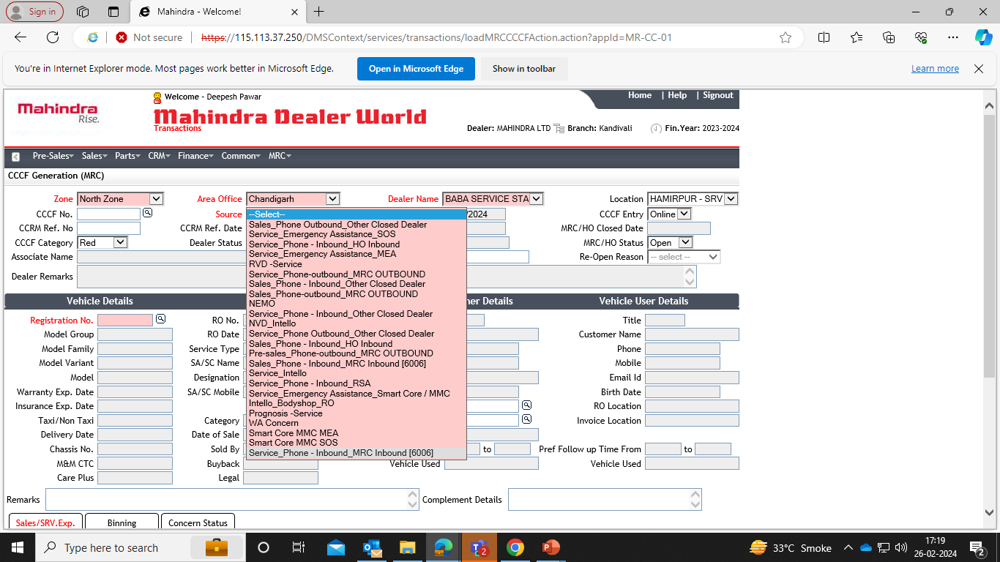 Sign in
Mahindra - Welcome!
Not secure
https://115.113.37.250/DMSContext/services/transactions/loadMRCCCCFAction.action?appId=MR-CC-01
You're in Internet Explorer mode. Most pages work better in Microsoft Edge.
Open in Microsoft Edge
Show in toolbar
Learn more
Mahindra
Rise.
Welcome - Deepesh Pawar
Mahindra Dealer World
Transactions
Home | Help | Signout
Dealer: MAHINDRA LTD Branch: Kandivali Fin.Year: 2023-2024
Pre-Sales Sales Parts CRM Finance Common MRC
CCCF Generation (MRC)
Zone North Zone Area Office Chandigarh Dealer Name BABA SERVICE STA Location HAMIRPUR - SRV
CCCF No. Source /2024 CCCF Entry Online
CCRM Ref. No CCRM Ref. Date MRC/HO Closed Date
CCCF Category Red Dealer Status MRC/HO Status Open
Associate Name Re-Open Reason -- select --
Dealer Remarks
--Select--
Sales_Phone Outbound_Other Closed Dealer
Service_Emergency Assistance_SOS
Service_Phone - Inbound_HO Inbound
Service_Emergency Assistance_MEA
RVD -Service
Service_Phone-outbound_MRC OUTBOUND
Sales_Phone - Inbound_Other Closed Dealer
Sales_Phone-outbound_MRC OUTBOUND
NEMO
Service_Phone - Inbound_Other Closed Dealer
NVD_Intello
Service_Phone Outbound_Other Closed Dealer
Sales_Phone - Inbound_HO Inbound
Pre-sales_Phone-outbound_MRC OUTBOUND
Sales_Phone - Inbound_MRC Inbound [6006]
Service_Intello
Service_Phone - Inbound_RSA
Service_Emergency Assistance_Smart Core / MMC
Intello_Bodyshop_RO
Prognosis -Service
WA Concern
Smart Core MMC MEA
Smart Core MMC SOS
Service_Phone - Inbound_MRC Inbound [6006]
Vehicle Details Details Vehicle User Details
Registration No. RO No. Title
Model Group RO Date Customer Name
Model Family Service Type Phone
Model Variant SA/SC Name Mobile
Model Designation Email Id
Warranty Exp. Date SA/SC Mobile Birth Date
Insurance Exp. Date RO Location
Taxi/Non Taxi Category Invoice Location
Delivery Date Date of Sale
Chassis No. Sold By to Pref Follow up Time From to
M&M CTC Buyback Vehicle Used Vehicle Used
Care Plus Legal
Remarks Complement Details
Sales/SRV.Exp. Binning Concern Status
Type here to search
2
33°C Smoke
17:19
26-02-2024
2